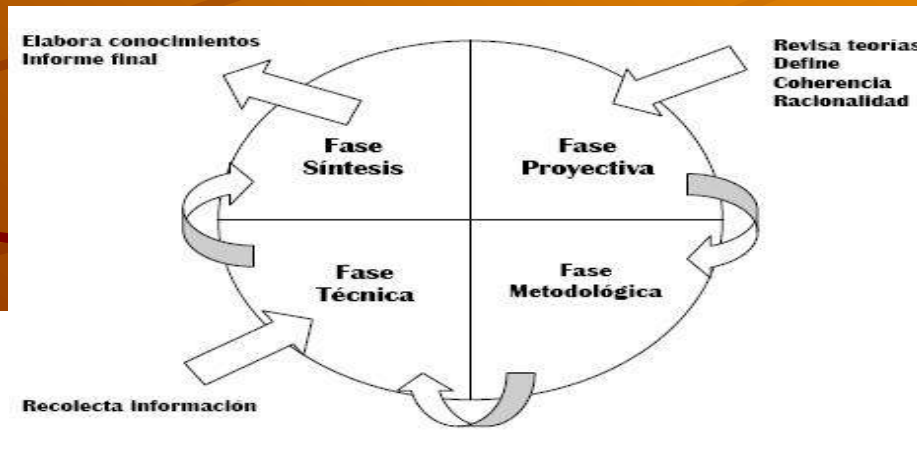 Elabora conocimientos
Informe final
Revisa teorías
Define
Coherencia
Racionalidad
Fase
Síntesis
Fase
Proyectiva
Fase
Técnica
Fase
Metodológica
Recolecta información